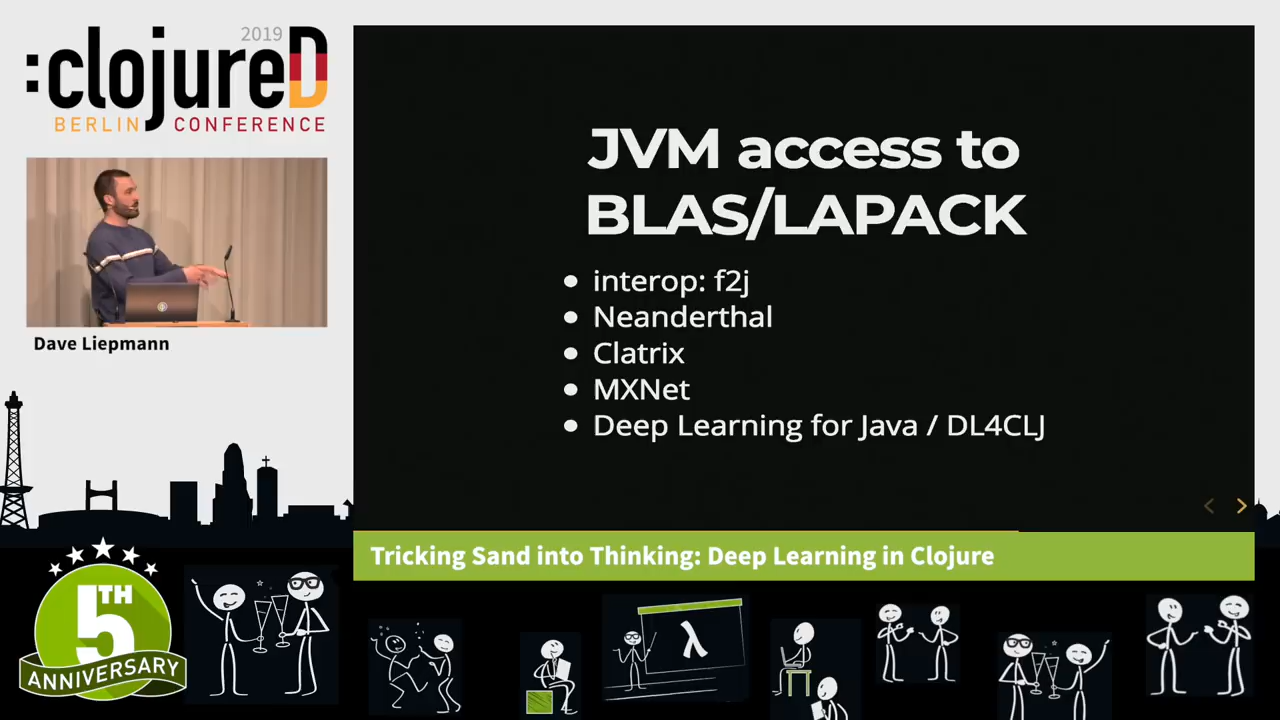 2019
:clojureD
BERLIN CONFERENCE
Dave Liepmann
JVM access to
BLAS/LAPACK
interop: f2j
Neanderthal
Clatrix
MXNet
Deep Learning for Java / DL4CLJ
Tricking Sand into Thinking: Deep Learning in Clojure
5TH
ANNIVERSARY
λ